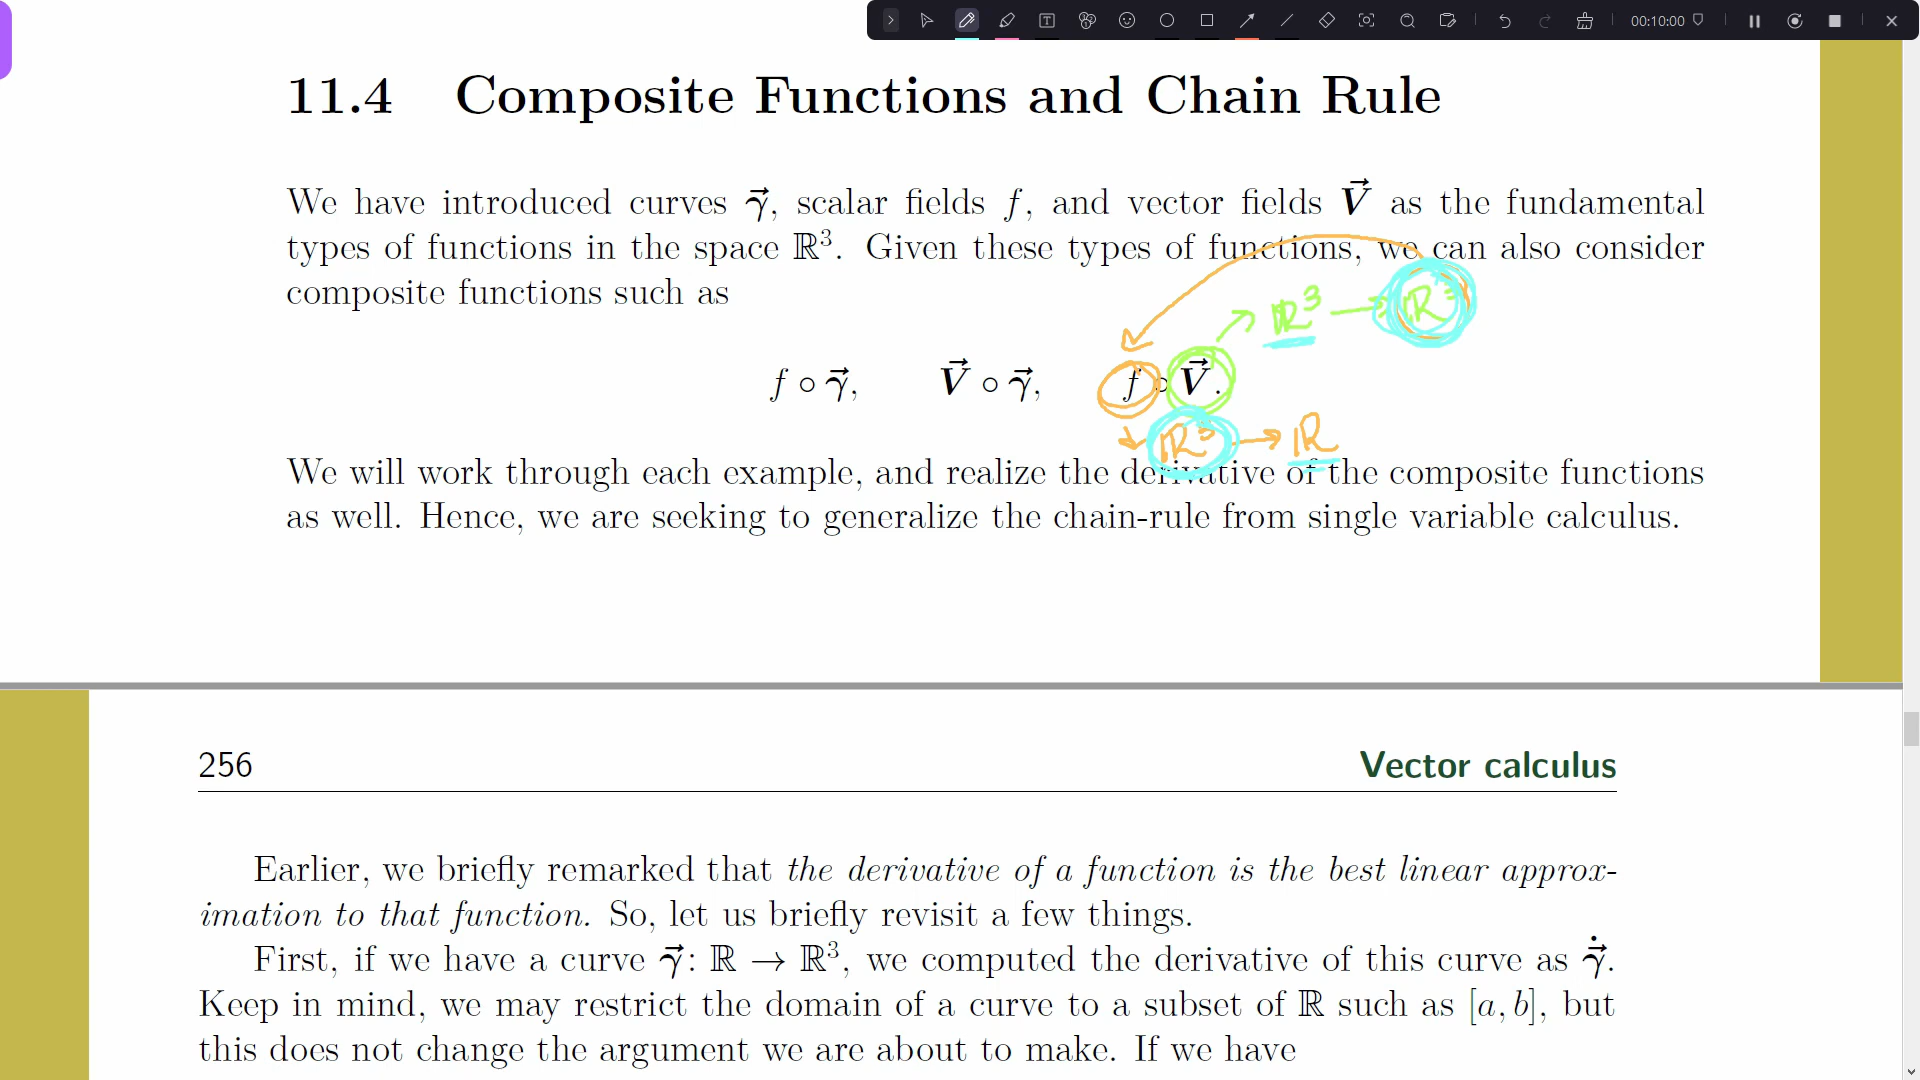 00:10:00
11.4 Composite Functions and Chain Rule
We have introduced curves γ⃗, scalar fields f, and vector fields V⃗ as the fundamental
types of functions in the space ℝ³. Given these types of functions, we can also consider
composite functions such as
→ ℝ³ → ℝ³
f ∘ γ⃗, V⃗ ∘ γ⃗, f ∘ V⃗.
ℝ³ → ℝ
We will work through each example, and realize the derivative of the composite functions
as well. Hence, we are seeking to generalize the chain-rule from single variable calculus.
256 Vector calculus
Earlier, we briefly remarked that the derivative of a function is the best linear approx-
imation to that function. So, let us briefly revisit a few things.
First, if we have a curve γ⃗: ℝ → ℝ³, we computed the derivative of this curve as γ⃗̇.
Keep in mind, we may restrict the domain of a curve to a subset of ℝ such as [a, b], but
this does not change the argument we are about to make. If we have